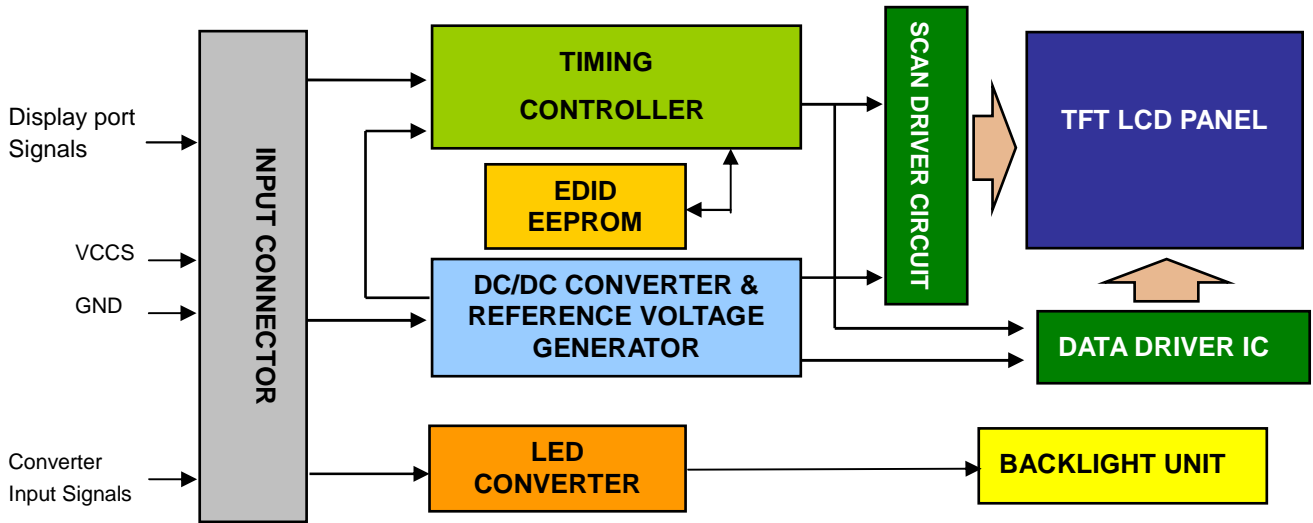 Display port
Signals
VCCS
GND
Converter
Input Signals
INPUT CONNECTOR
TIMING
CONTROLLER
EDID
EEPROM
DC/DC CONVERTER &
REFERENCE VOLTAGE
GENERATOR
LED
CONVERTER
SCAN DRIVER CIRCUIT
TFT LCD PANEL
DATA DRIVER IC
BACKLIGHT UNIT